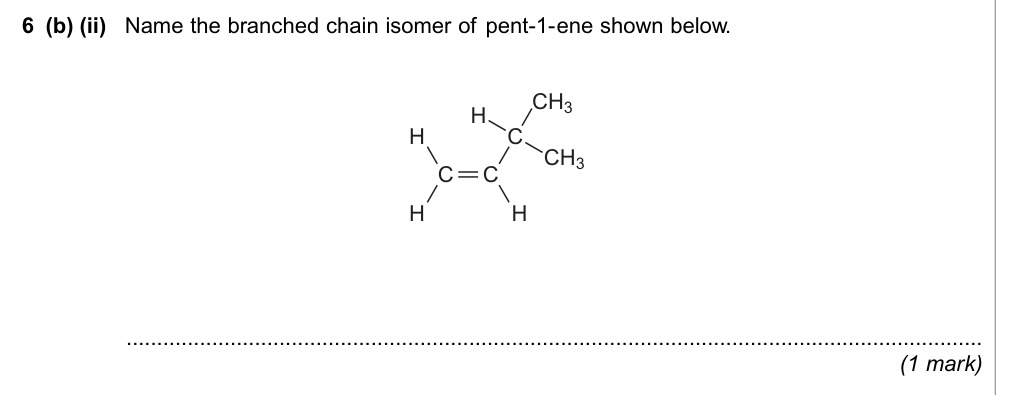 6 (b) (ii) Name the branched chain isomer of pent-1-ene shown below.
CH₃
H
C
H
CH₃
C=C
H
H
(1 mark)